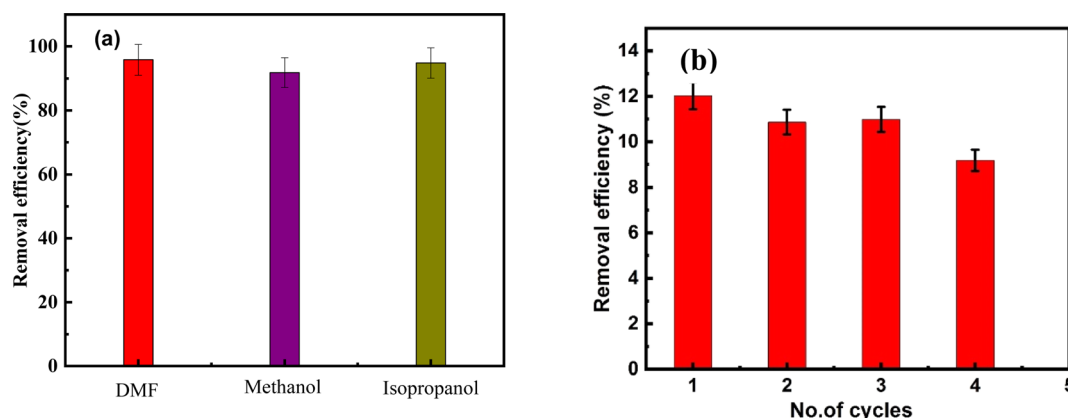 (a)
Removal efficiency(%)
100
80
60
40
20
0
DMF Methanol Isopropanol
(b)
Removal efficiency (%)
14
12
10
8
6
4
2
0
1 2 3 4 5
No.of cycles